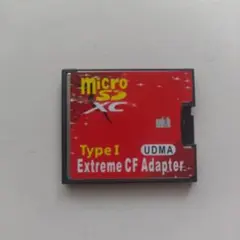 micro
SD
XC
Type I
UDMA
Extreme CF Adapter